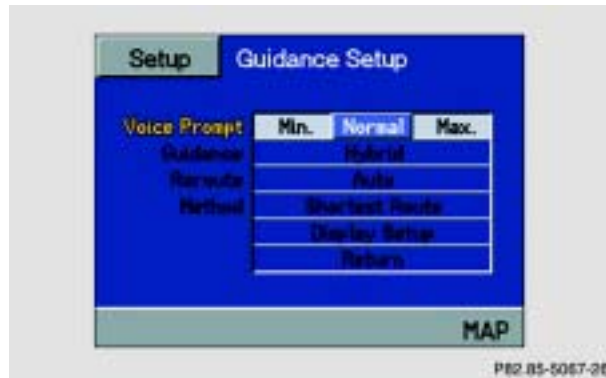 Setup Guidance Setup
Voice Prompt Min. Normal Max.
Guidance Hybrid
Reroute Auto
Method Shortest Route
Display Setup
Return
MAP
P82.85-5067-26